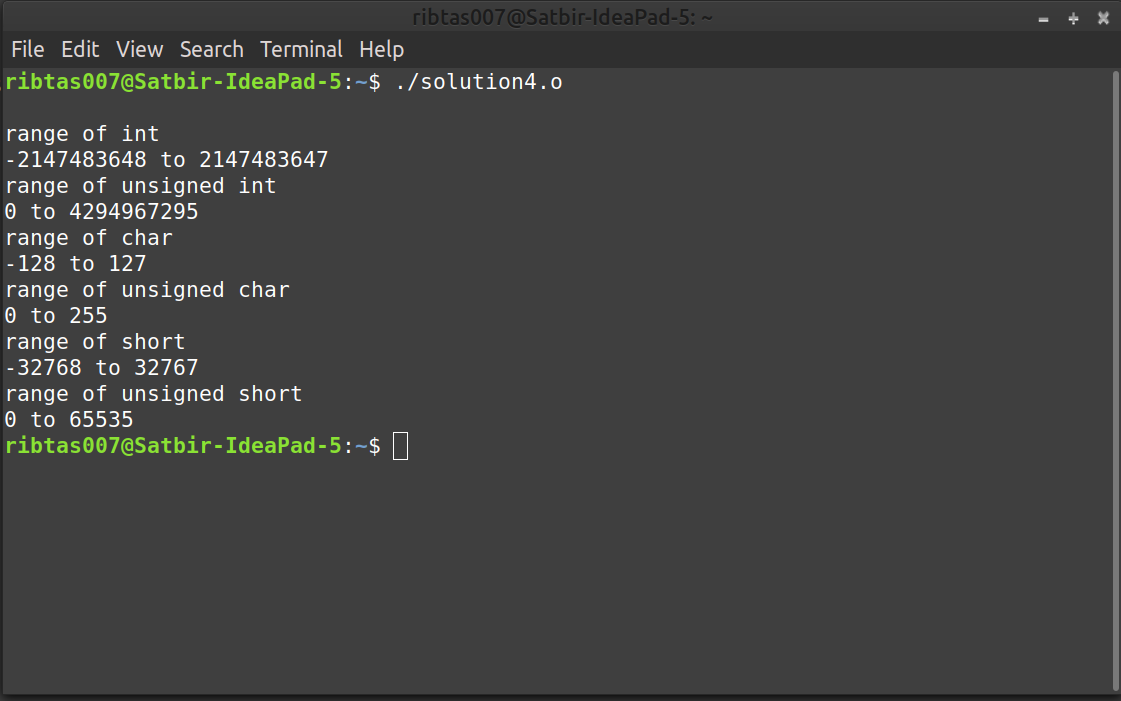 ribtas007@Satbir-IdeaPad-5: ~
File Edit View Search Terminal Help
ribtas007@Satbir-IdeaPad-5:~$ ./solution4.o
range of int
-2147483648 to 2147483647
range of unsigned int
0 to 4294967295
range of char
-128 to 127
range of unsigned char
0 to 255
range of short
-32768 to 32767
range of unsigned short
0 to 65535
ribtas007@Satbir-IdeaPad-5:~$